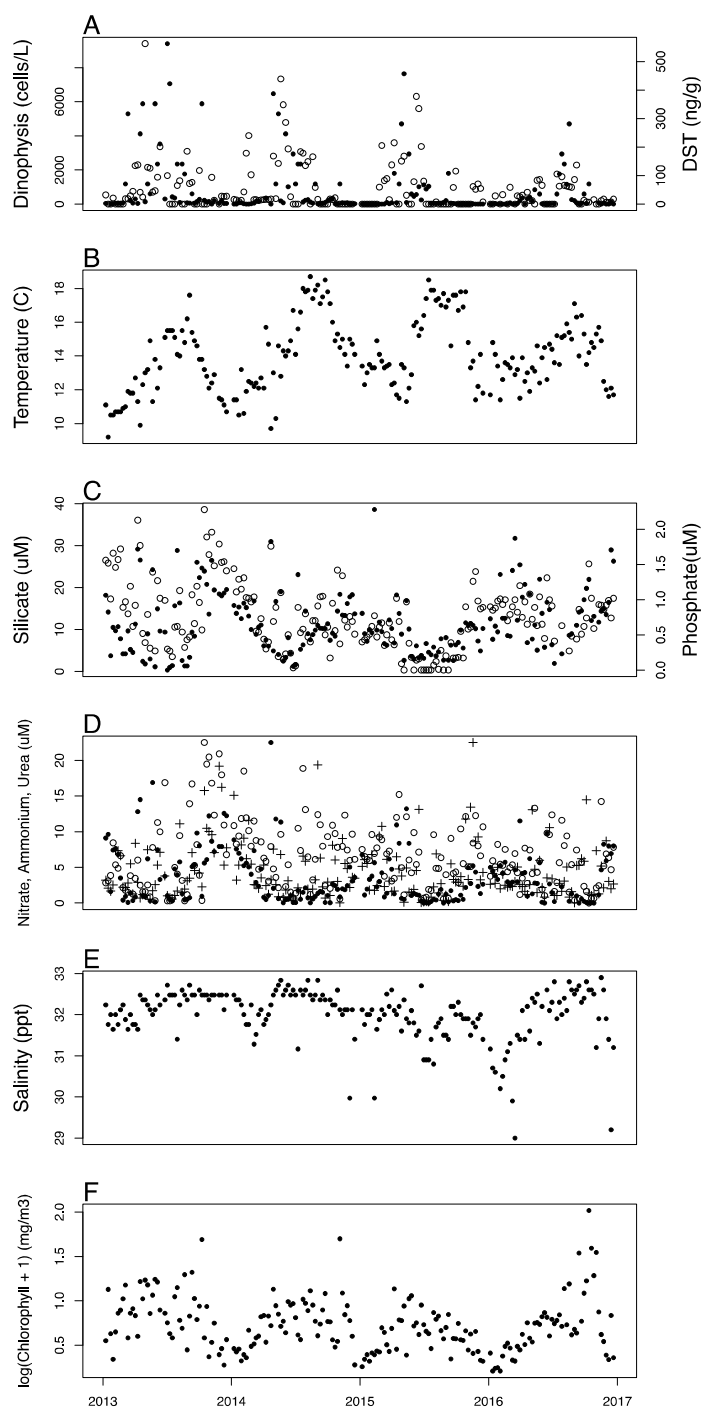 A
Dinophysis (cells/L)
0 2000 6000
0 100 300 500
DST (ng/g)
B
Temperature (C)
10 12 14 16 18
C
Silicate (uM)
0 10 20 30 40
0.0 0.5 1.0 1.5 2.0
Phosphate(uM)
D
Nitrate, Ammonium, Urea (uM)
0 5 10 15 20
E
Salinity (ppt)
29 30 31 32 33
F
log(Chlorophyll + 1) (mg/m3)
0.5 1.0 1.5 2.0
2013 2014 2015 2016 2017